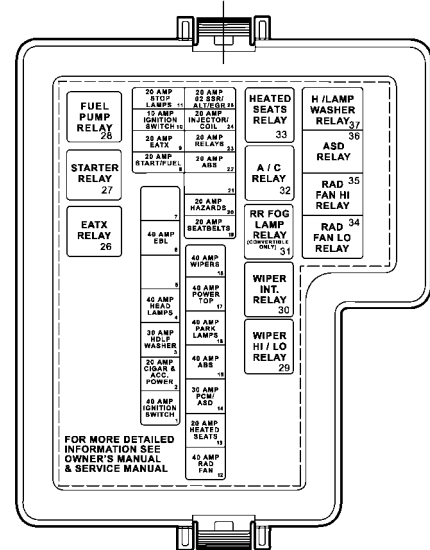 FUEL
PUMP
RELAY
28
STARTER
RELAY
27
EATX
RELAY
26
20 AMP
STOP
LAMPS 11
10 AMP
IGNITION
SWITCH 10
20 AMP
EATX
9
20 AMP
START/FUEL
8
20 AMP
02 SSR/
ALT/EGR 25
20 AMP
INJECTOR/
COIL 24
20 AMP
RELAYS
23
20 AMP
ABS
22
21
20 AMP
HAZARDS
20
20 AMP
SEATBELTS
19
7
40 AMP
EBL
6
5
40 AMP
HEAD
LAMPS
4
30 AMP
HDLP
WASHER
3
20 AMP
CIGAR &
ACC.
POWER
2
40 AMP
IGNITION
SWITCH
1
40 AMP
WIPERS
18
40 AMP
POWER
TOP
17
40 AMP
PARK
LAMPS
16
40 AMP
ABS
15
30 AMP
PCM/
ASD
14
20 AMP
HEATED
SEATS
13
40 AMP
RAD
FAN
12
HEATED
SEATS
RELAY
33
A / C
RELAY
32
RR FOG
LAMP
RELAY
(CONVERTIBLE
ONLY)
31
WIPER
INT.
RELAY
30
WIPER
HI / LO
RELAY
29
H /LAMP
WASHER
RELAY
37
36
ASD
RELAY
35
RAD
FAN HI
RELAY
34
RAD
FAN LO
RELAY
FOR MORE DETAILED
INFORMATION SEE
OWNER'S MANUAL
& SERVICE MANUAL